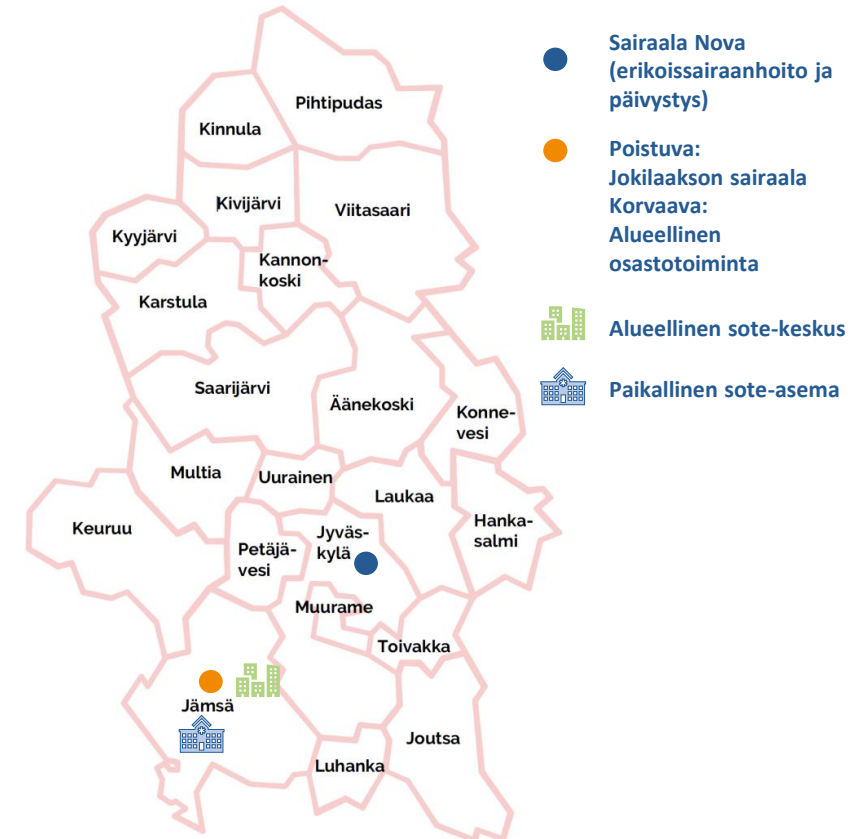 Sairaala Nova
(erikoissairaanhoito ja
päivystys)
Poistuva:
Jokilaakson sairaala
Korvaava:
Alueellinen
osastotoiminta
Alueellinen sote-keskus
Paikallinen sote-asema
Pihtipudas
Kinnula
Kivijärvi
Viitasaari
Kyyjärvi
Kannon-
koski
Karstula
Saarijärvi
Äänekoski
Konne-
vesi
Multia
Uurainen
Laukaa
Keuruu
Hanka-
salmi
Petäjä-
vesi
Jyväs-
kylä
Muurame
Toivakka
Jämsä
Joutsa
Luhanka